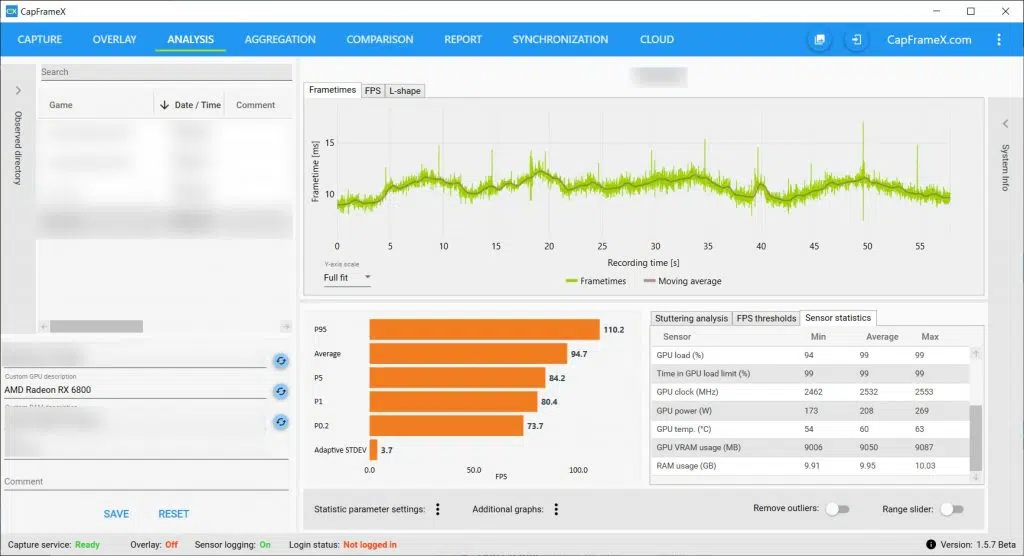 CX CapFrameX
CAPTURE OVERLAY ANALYSIS AGGREGATION COMPARISON REPORT SYNCHRONIZATION CLOUD CapFrameX.com
Search
Game Date / Time Comment
Observed directory
Custom GPU description
AMD Radeon RX 6800
Custom RAM description
Comment
SAVE RESET
Frametimes FPS L-shape
Frametime [ms]
15
10
0 5 10 15 20 25 30 35 40 45 50 55
Recording time [s]
Y-axis scale
Full fit
Frametimes Moving average
System Info
P95 110.2
Average 94.7
P5 84.2
P1 80.4
P0.2 73.7
Adaptive STDEV 3.7
0.0 50.0 100.0
FPS
Stuttering analysis FPS thresholds Sensor statistics
Sensor Min Average Max
GPU load (%) 94 99 99
Time in GPU load limit (%) 99 99 99
GPU clock (MHz) 2462 2532 2553
GPU power (W) 173 208 269
GPU temp. (°C) 54 60 63
GPU VRAM usage (MB) 9006 9050 9087
RAM usage (GB) 9.91 9.95 10.03
Statistic parameter settings: Additional graphs: Remove outliers: Range slider:
Capture service: Ready Overlay: Off Sensor logging: On Login status: Not logged in Version: 1.5.7 Beta